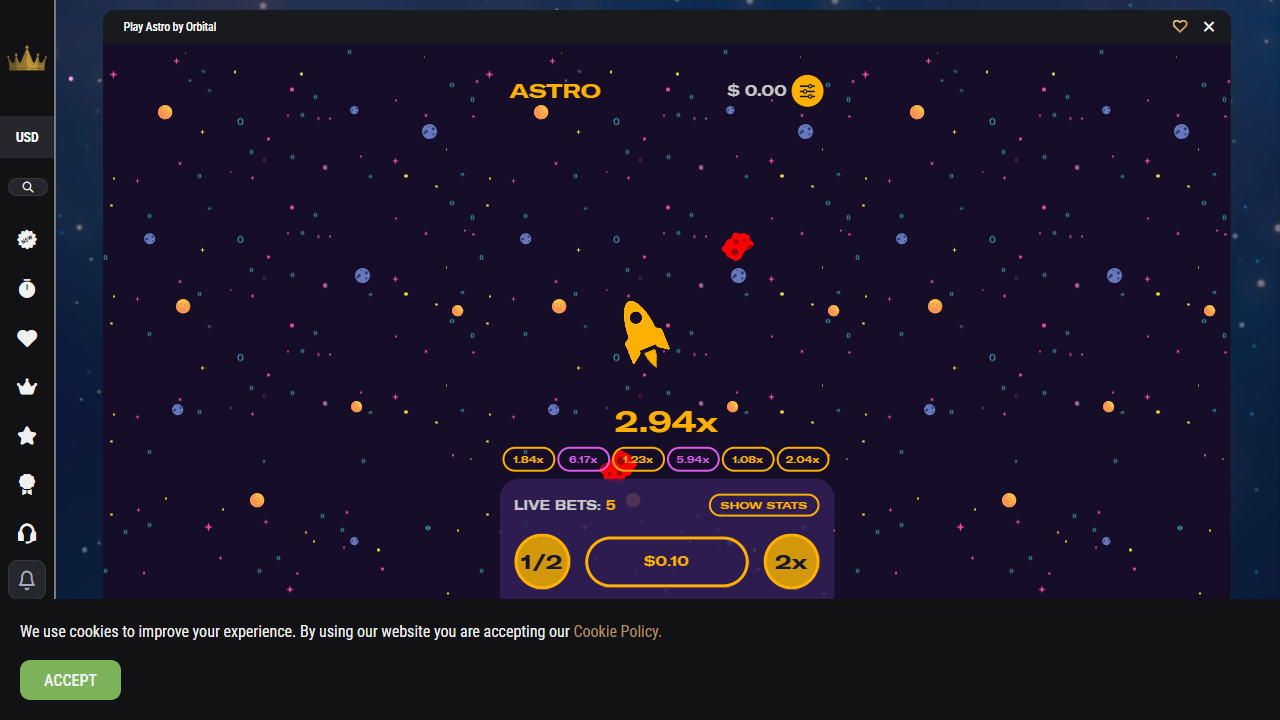 Play Astro by Orbital
USD
NEW
ASTRO
$ 0.00
2.94x
1.84x 6.17x 1.23x 5.94x 1.08x 2.04x
LIVE BETS: 5
SHOW STATS
1/2
$0.10
2x
We use cookies to improve your experience. By using our website you are accepting our Cookie Policy.
ACCEPT